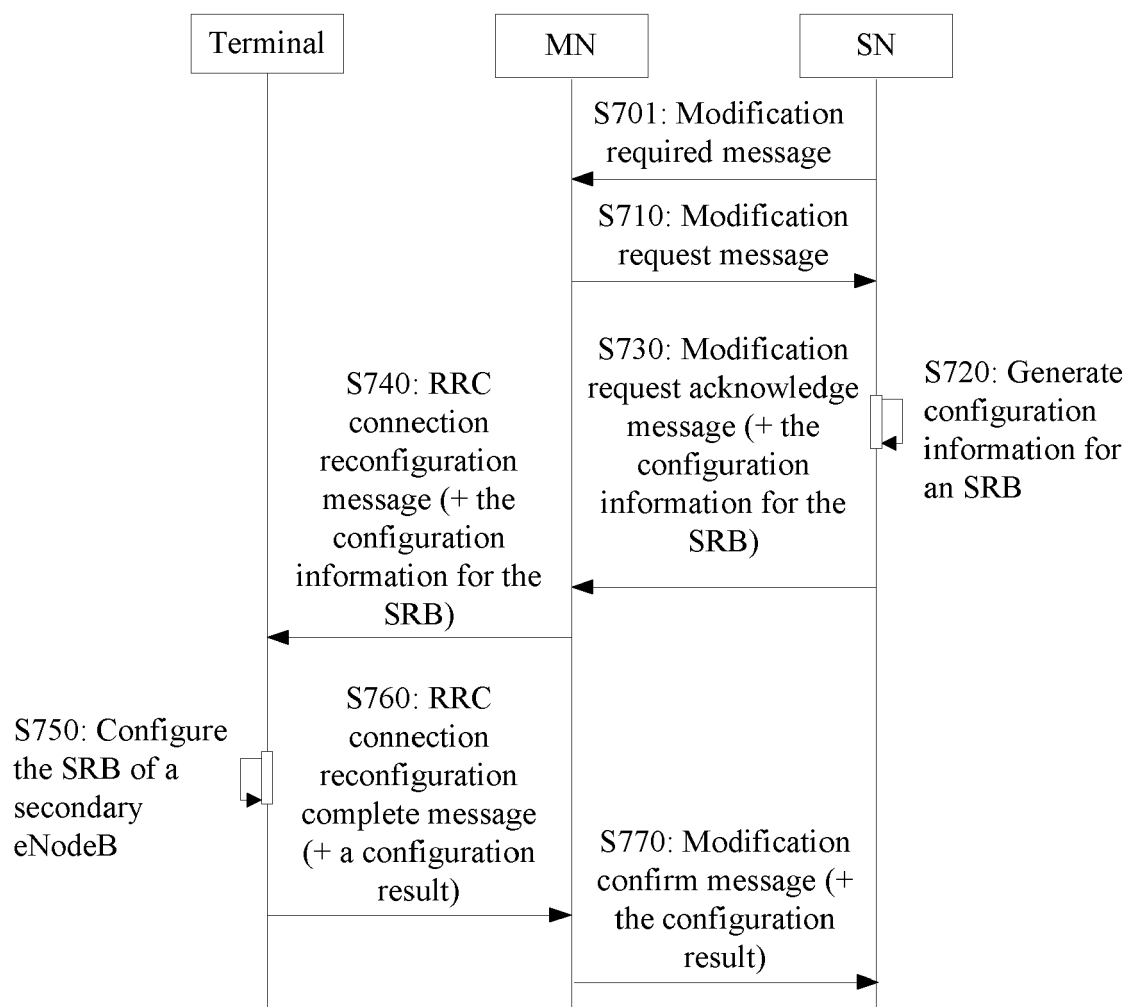 Terminal
MN
SN
S701: Modification
required message
S710: Modification
request message
S730: Modification
request acknowledge
message (+ the
configuration
information for the
SRB)
S720: Generate
configuration
information for
an SRB
S740: RRC
connection
reconfiguration
message (+ the
configuration
information for the
SRB)
S750: Configure
the SRB of a
secondary
eNodeB
S760: RRC
connection
reconfiguration
complete message
(+ a configuration
result)
S770: Modification
confirm message (+
the configuration
result)